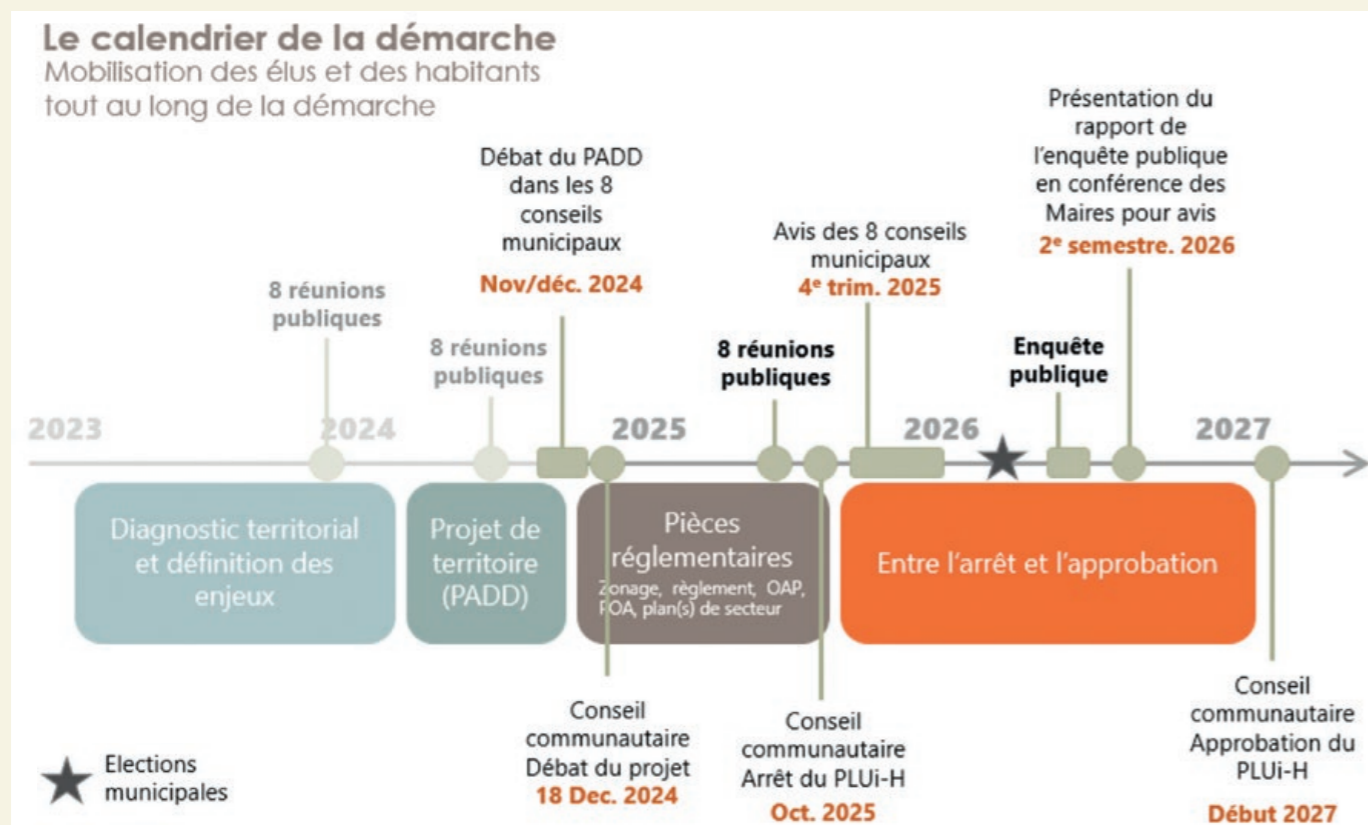 Le calendrier de la démarche
Mobilisation des élus et des habitants
tout au long de la démarche
Débat du PADD
dans les 8
conseils
municipaux
Nov/déc. 2024
Présentation du
rapport de
l'enquête publique
en conférence des
Maires pour avis
2e semestre. 2026
Avis des 8 conseils
municipaux
4e trim. 2025
8 réunions
publiques
8 réunions
publiques
8 réunions
publiques
Enquête
publique
2023
2024
2025
2026
2027
Diagnostic territorial
et définition des
enjeux
Projet de
territoire
(PADD)
Pièces
réglementaires
Zonage, règlement, OAP,
POA, plan(s) de secteur
Entre l'arrêt et l'approbation
Conseil
communautaire
Débat du projet
18 Dec. 2024
Conseil
communautaire
Arrêt du PLUi-H
Oct. 2025
Conseil
communautaire
Approbation du
PLUi-H
Début 2027
Elections
municipales